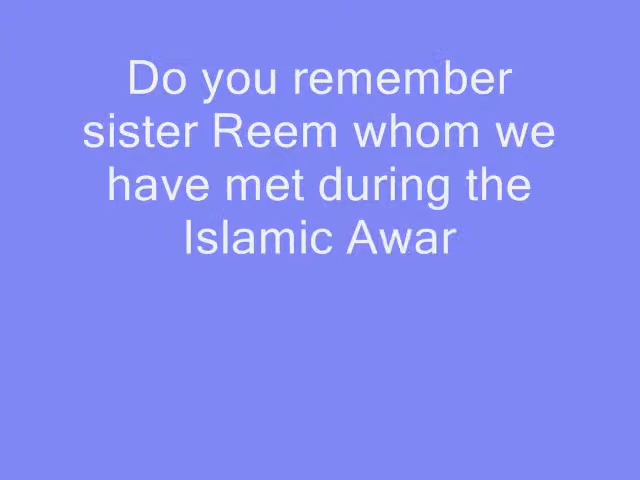 Do you remember
sister Reem whom we
have met during the
Islamic Awar